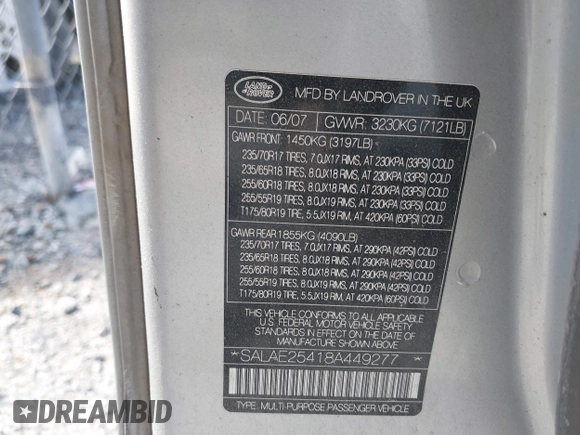 LAND ROVER
MFD BY LANDROVER IN THE UK
DATE: 06/07 GVWR: 3230KG (7121LB)
GAWR FRONT: 1450KG (3197LB)
235/70R17 TIRES, 7.0JX17 RIMS, AT 230KPA (33PSI) COLD
235/65R18 TIRES, 8.0JX18 RIMS, AT 230KPA (33PSI) COLD
255/60R18 TIRES, 8.0JX18 RIMS, AT 230KPA (33PSI) COLD
255/55R19 TIRES, 8.0JX19 RIMS, AT 230KPA (33PSI) COLD
T175/80R19 TIRE, 5.5JX19 RIM, AT 420KPA (60PSI) COLD
GAWR REAR: 1855KG (4090LB)
235/70R17 TIRES, 7.0JX17 RIMS, AT 290KPA (42PSI) COLD
235/65R18 TIRES, 8.0JX18 RIMS, AT 290KPA (42PSI) COLD
255/60R18 TIRES, 8.0JX18 RIMS, AT 290KPA (42PSI) COLD
255/55R19 TIRES, 8.0JX19 RIMS, AT 290KPA (42PSI) COLD
T175/80R19 TIRE, 5.5JX19 RIM, AT 420KPA (60PSI) COLD
THIS VEHICLE CONFORMS TO ALL APPLICABLE
U.S. FEDERAL MOTOR VEHICLE SAFETY
STANDARDS IN EFFECT ON THE DATE OF
MANUFACTURE SHOWN ABOVE.
*SALAE25418A449277*
TYPE: MULTI-PURPOSE PASSENGER VEHICLE
DREAMBID